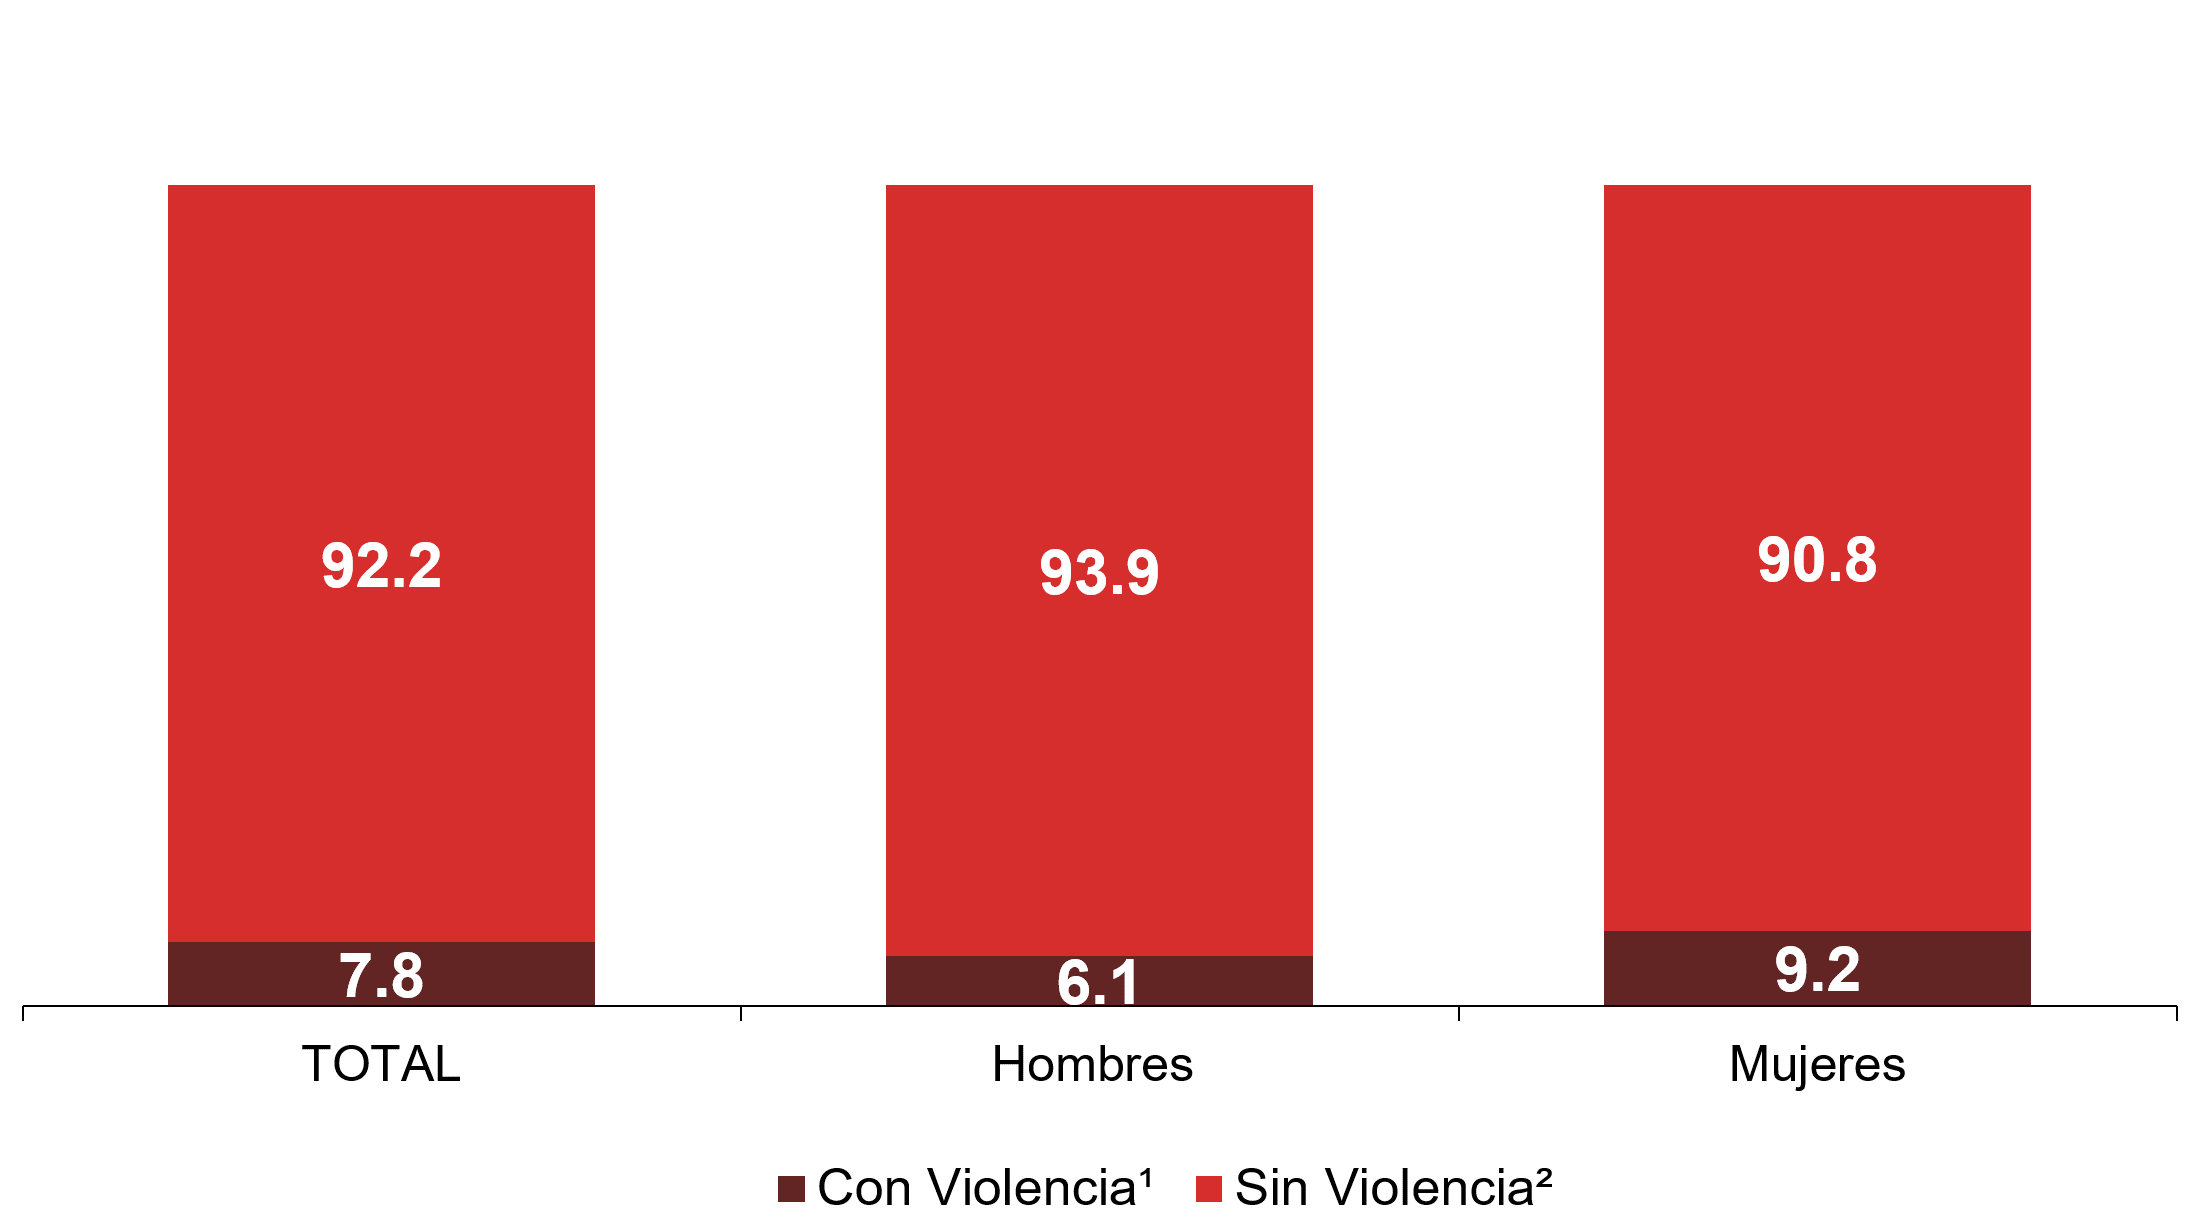 92.2 93.9 90.8
7.8 6.1 9.2
TOTAL Hombres Mujeres
Con Violencia¹ Sin Violencia²